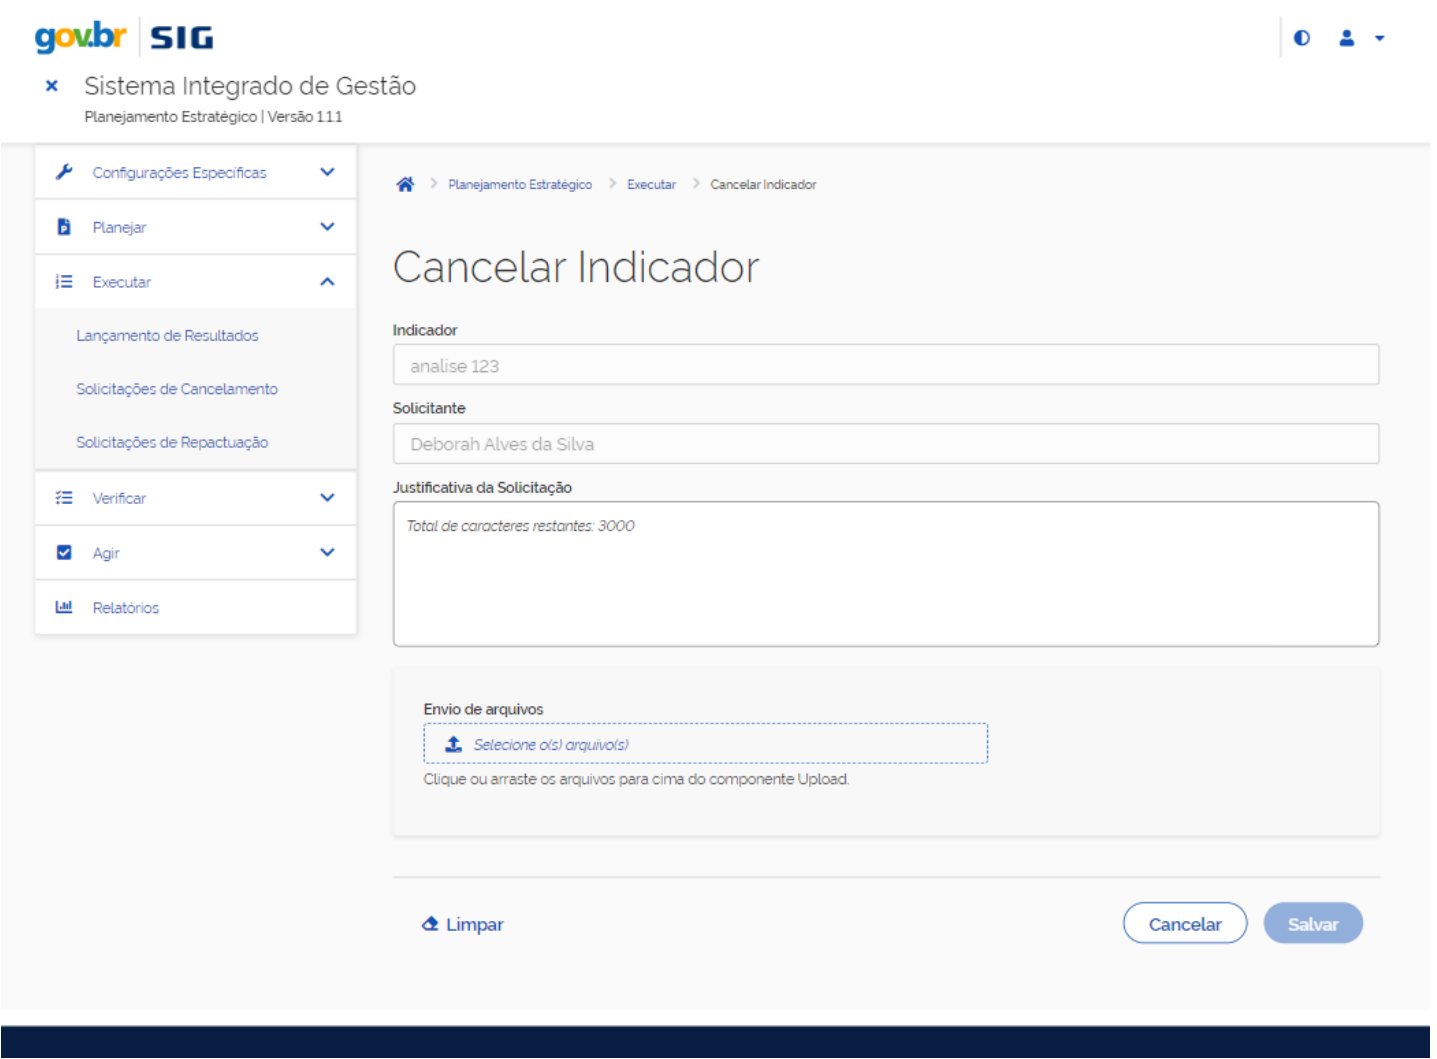 gov.br SIG
Sistema Integrado de Gestão
Planejamento Estratégico | Versão 1.1.1
Configurações Específicas
Planejar
Executar
Lançamento de Resultados
Solicitações de Cancelamento
Solicitações de Repactuação
Verificar
Agir
Relatórios
Planejamento Estratégico > Executar > Cancelar Indicador
Cancelar Indicador
Indicador
analise 123
Solicitante
Deborah Alves da Silva
Justificativa da Solicitação
Total de caracteres restantes: 3000
Envio de arquivos
Selecione o(s) arquivo(s)
Clique ou arraste os arquivos para cima do componente Upload.
Limpar
Cancelar
Salvar